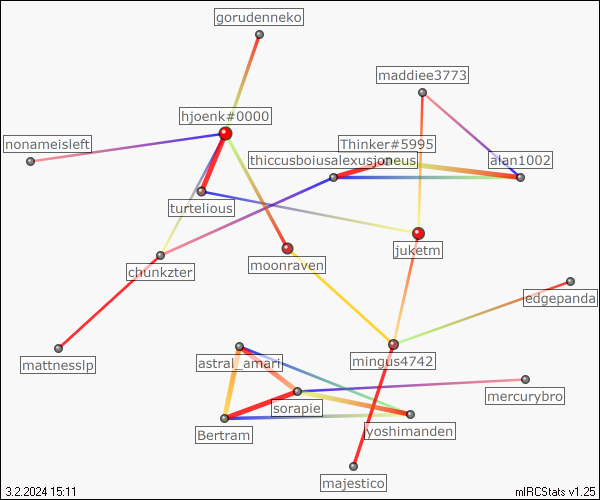 gorudenneko
maddiee3773
hjoenk#0000
nonameisleft
Thinker#5995
thiccusboiusalexusjoneus
alan1002
turtelious
juketm
moonraven
chunkzter
edgepanda
mattnesslp
astral_amari
mingus4742
mercurybro
sorapie
Bertram
yoshimanden
majestico
3.2.2024 15:11
mIRCStats v1.25